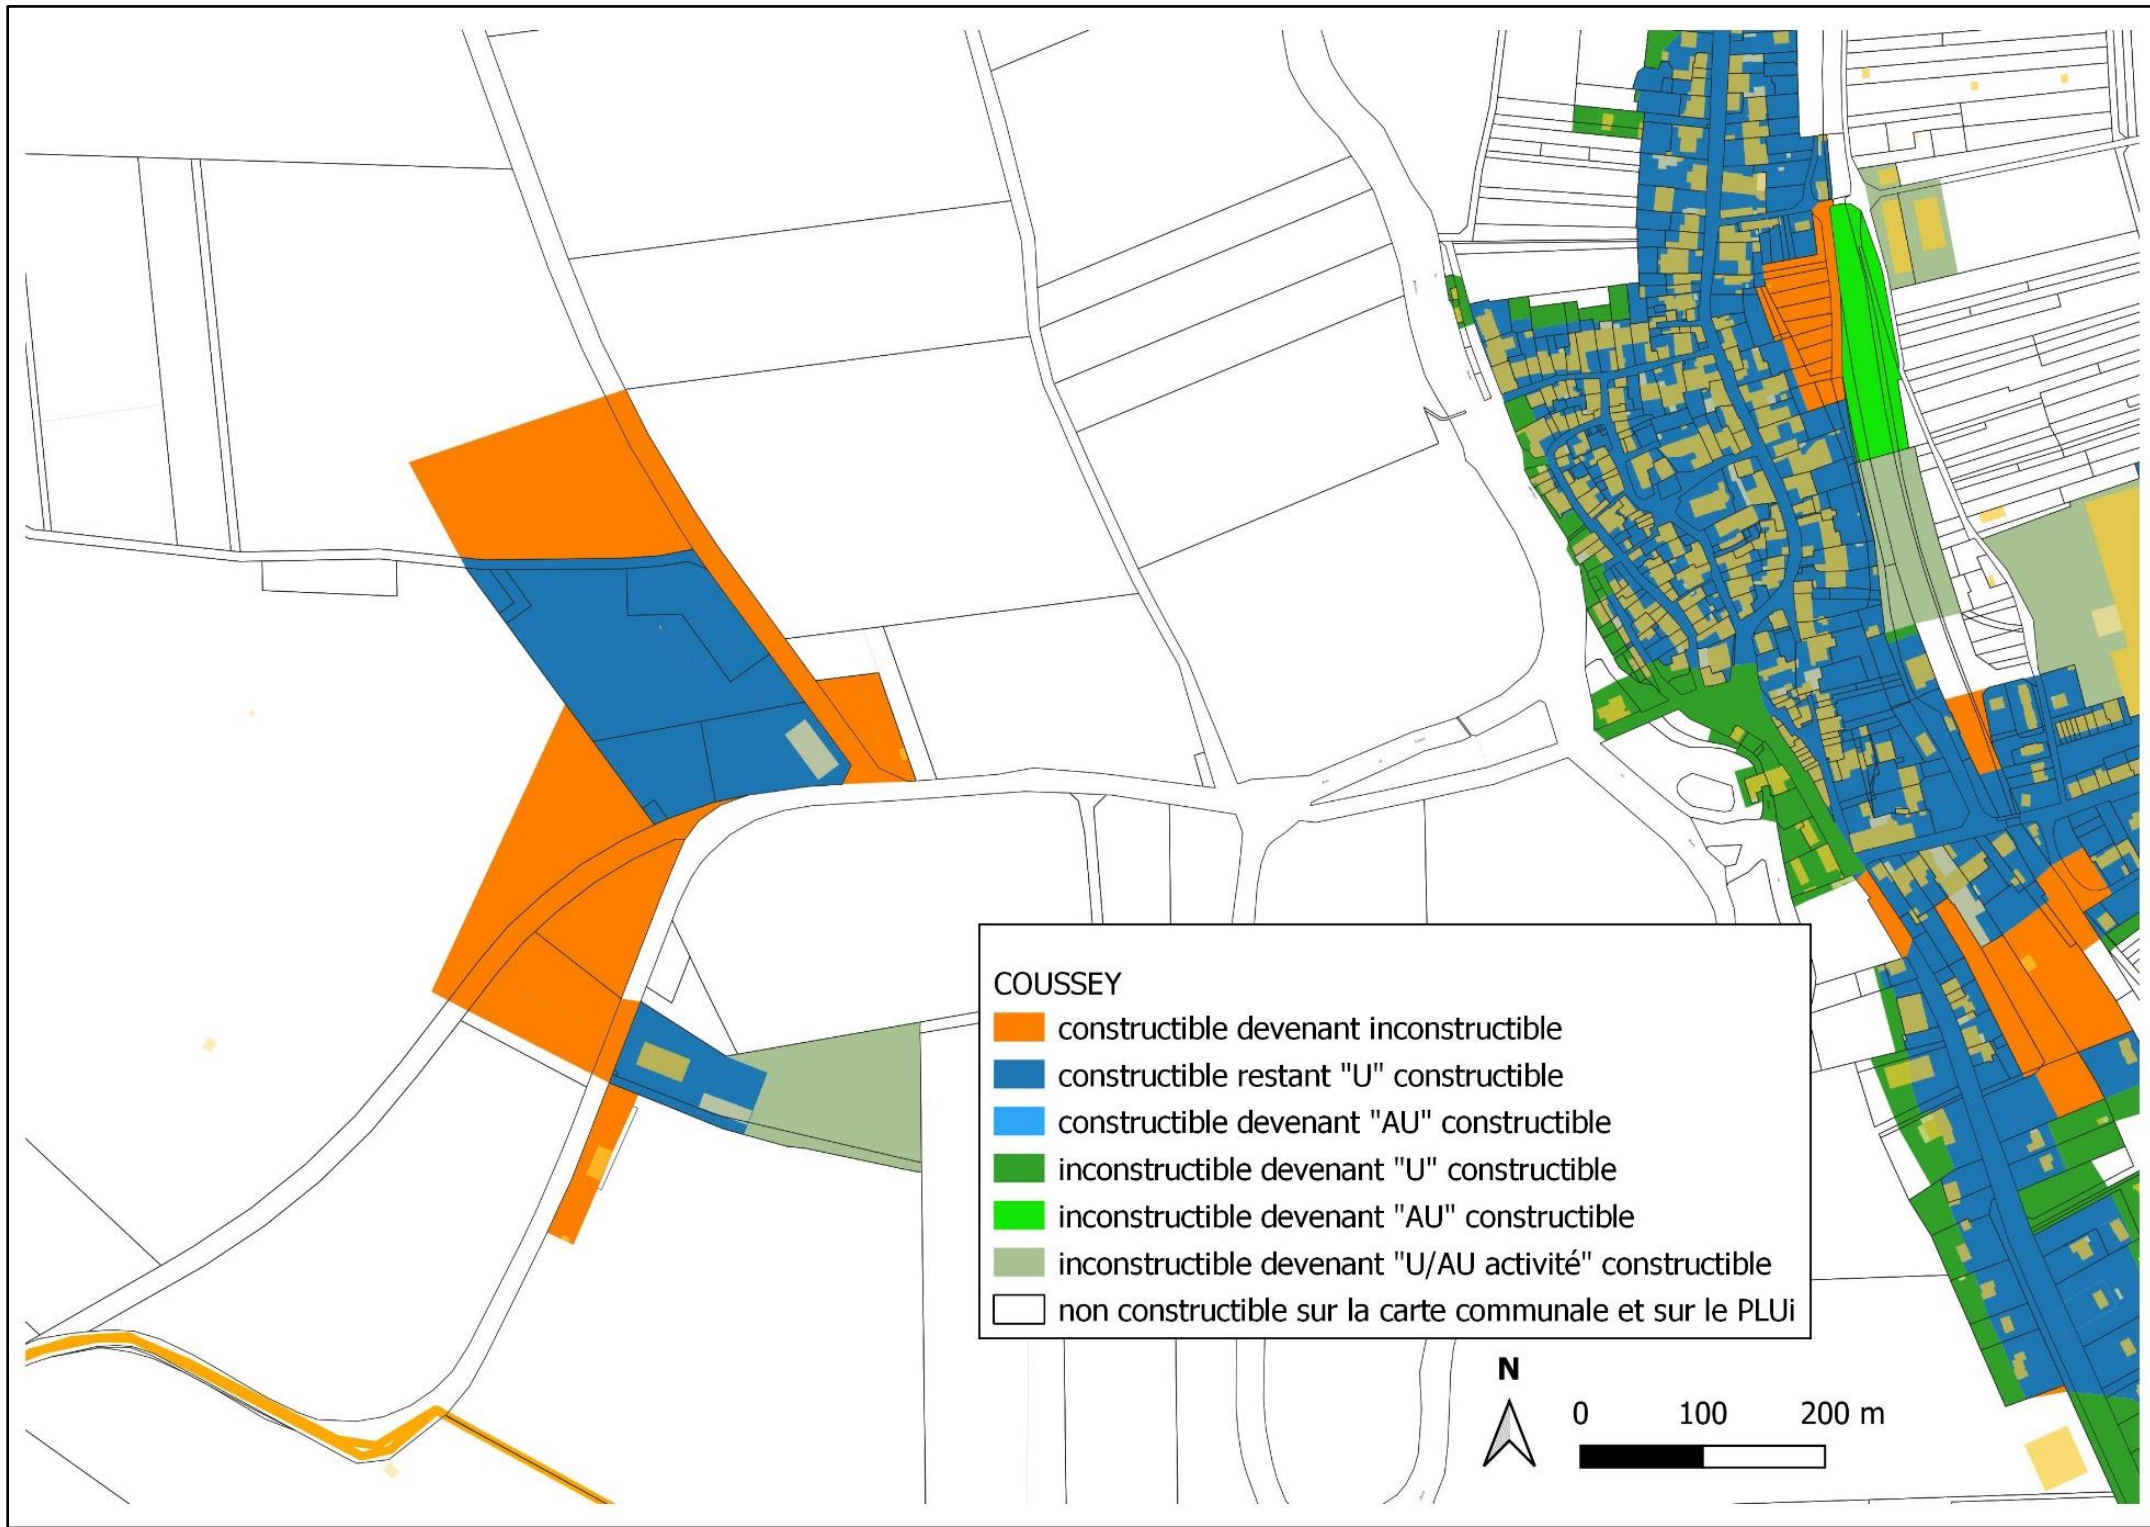 COUSSEY
constructible devenant inconstructible
constructible restant "U" constructible
constructible devenant "AU" constructible
inconstructible devenant "U" constructible
inconstructible devenant "AU" constructible
inconstructible devenant "U/AU activité" constructible
non constructible sur la carte communale et sur le PLUi
N
0 100 200 m